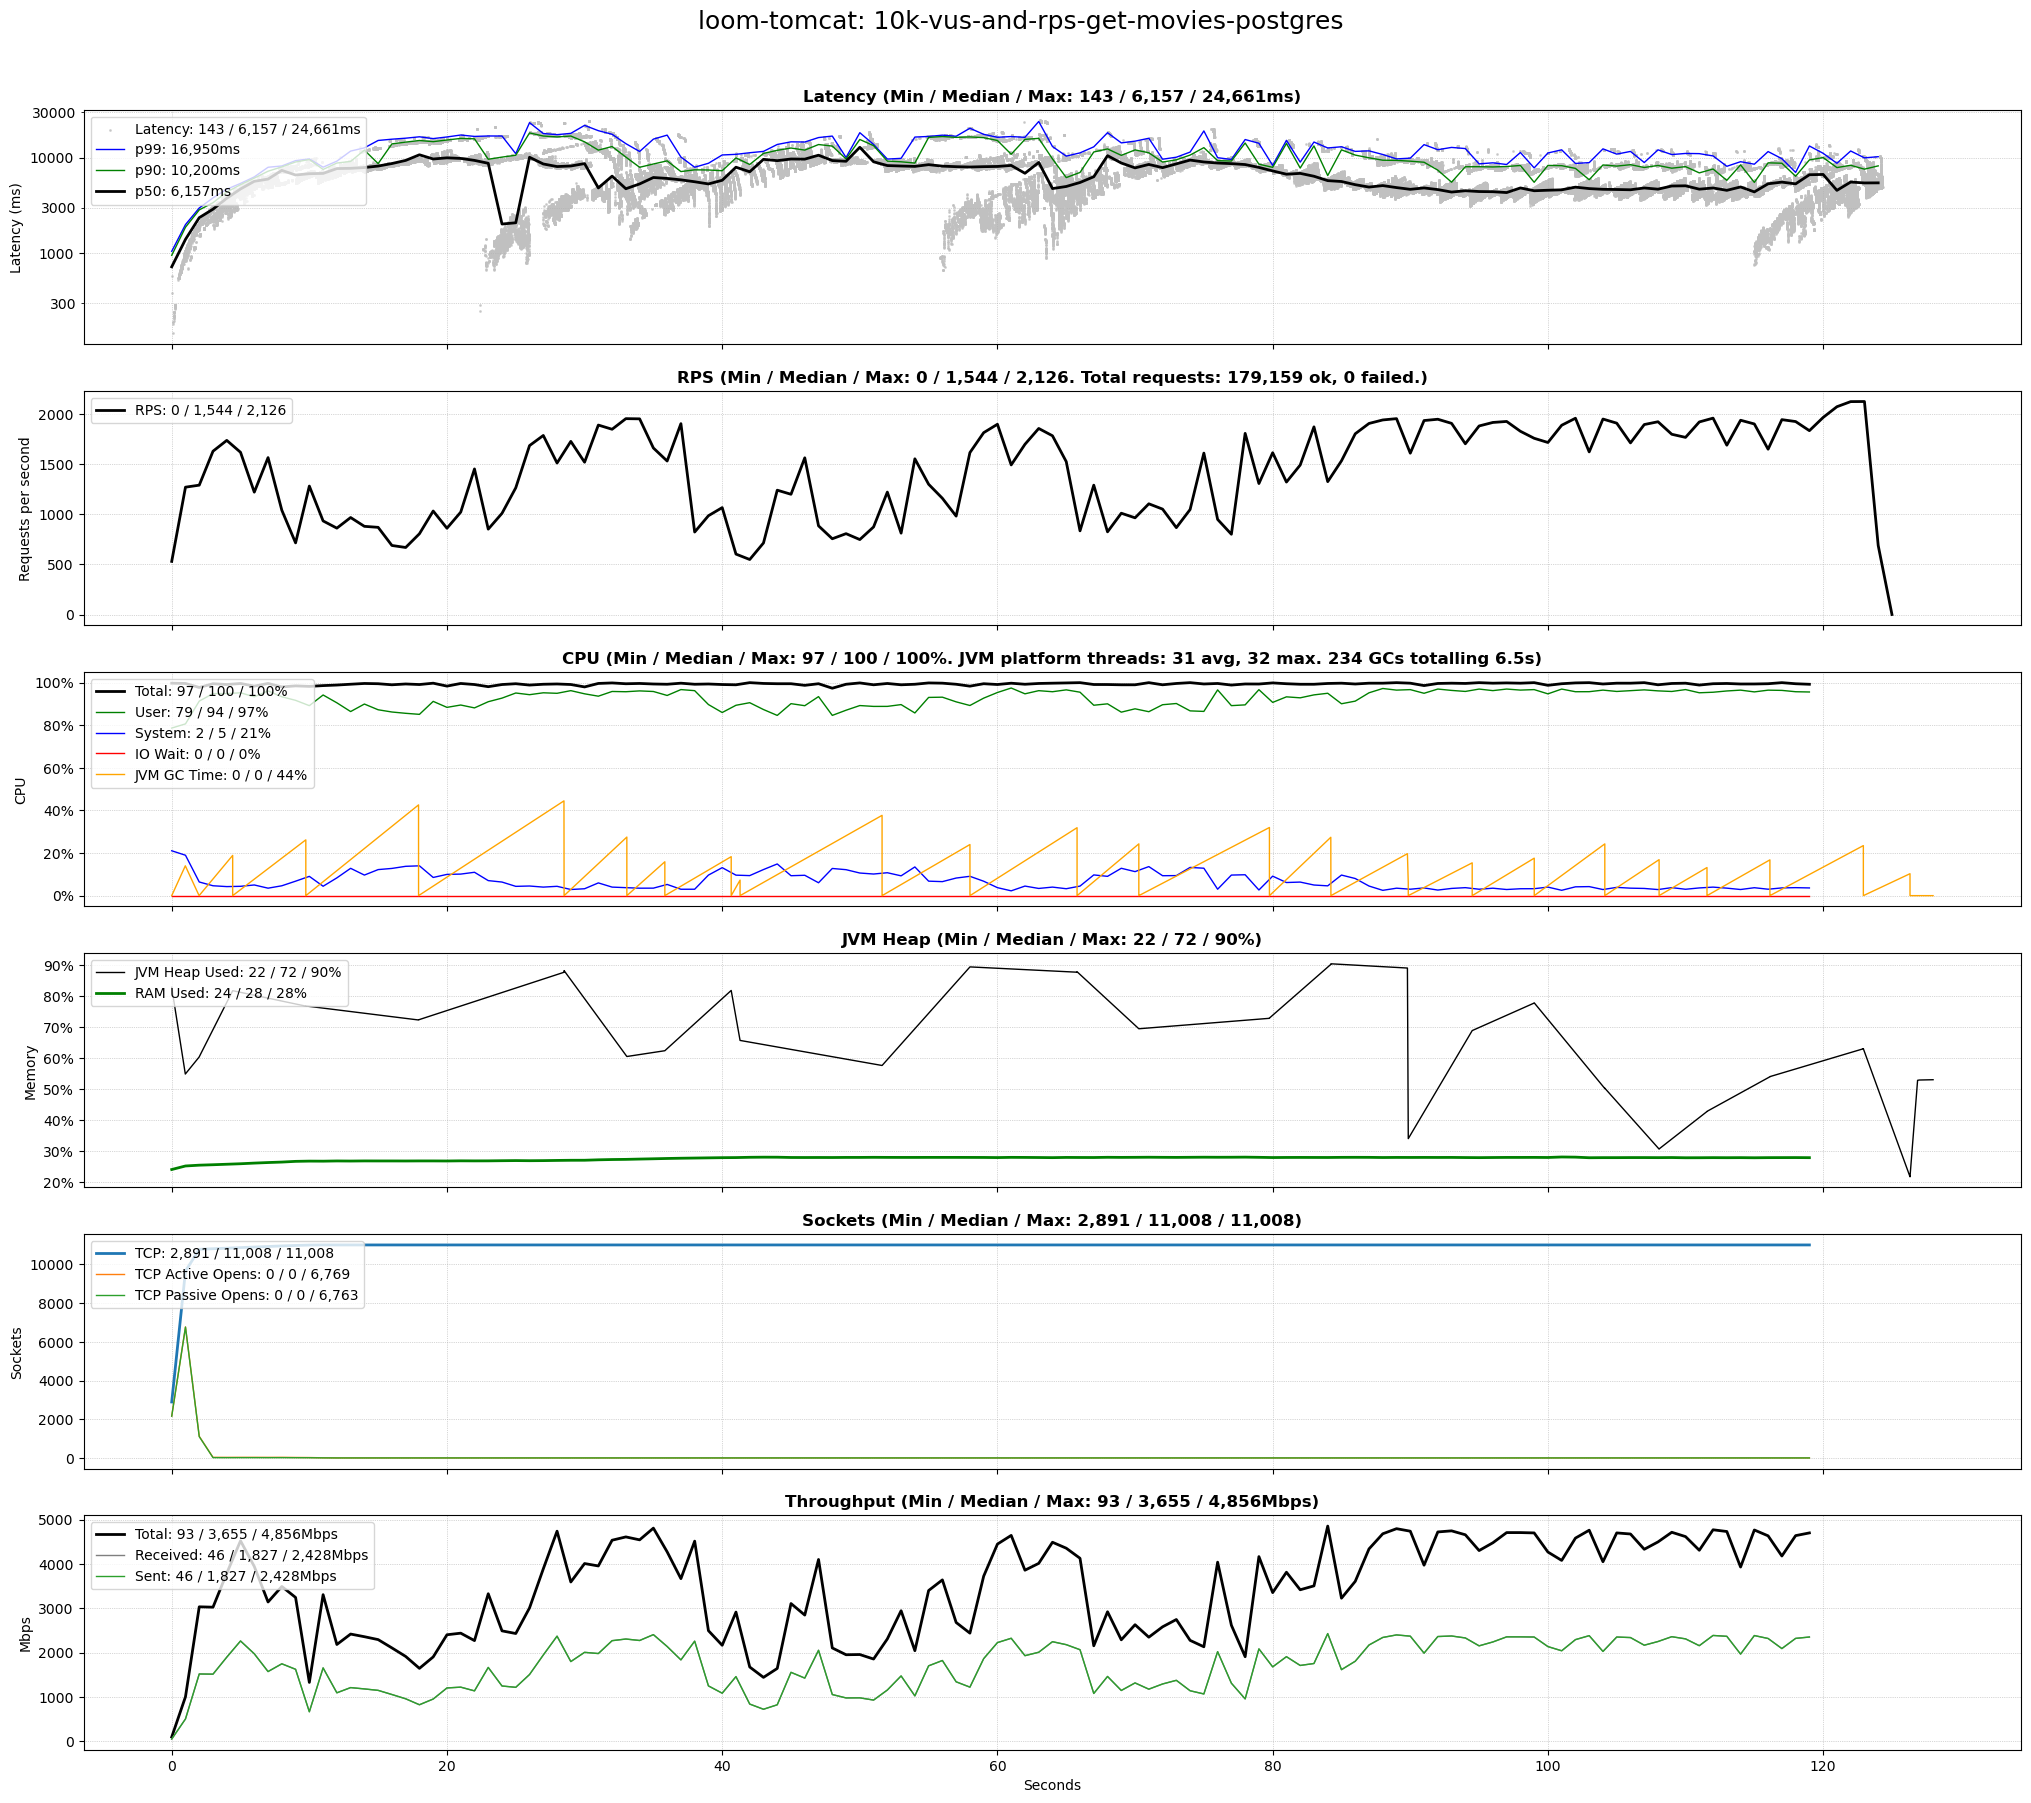 loom-tomcat: 10k-vus-and-rps-get-movies-postgres
Latency (Min / Median / Max: 143 / 6,157 / 24,661ms)
30000
10000
3000
1000
300
Latency (ms)
Latency: 143 / 6,157 / 24,661ms
p99: 16,950ms
p90: 10,200ms
p50: 6,157ms
RPS (Min / Median / Max: 0 / 1,544 / 2,126. Total requests: 179,159 ok, 0 failed.)
2000
1500
1000
500
0
Requests per second
RPS: 0 / 1,544 / 2,126
CPU (Min / Median / Max: 97 / 100 / 100%. JVM platform threads: 31 avg, 32 max. 234 GCs totalling 6.5s)
100%
80%
60%
40%
20%
0%
CPU
Total: 97 / 100 / 100%
User: 79 / 94 / 97%
System: 2 / 5 / 21%
IO Wait: 0 / 0 / 0%
JVM GC Time: 0 / 0 / 44%
JVM Heap (Min / Median / Max: 22 / 72 / 90%)
90%
80%
70%
60%
50%
40%
30%
20%
Memory
JVM Heap Used: 22 / 72 / 90%
RAM Used: 24 / 28 / 28%
Sockets (Min / Median / Max: 2,891 / 11,008 / 11,008)
10000
8000
6000
4000
2000
0
Sockets
TCP: 2,891 / 11,008 / 11,008
TCP Active Opens: 0 / 0 / 6,769
TCP Passive Opens: 0 / 0 / 6,763
Throughput (Min / Median / Max: 93 / 3,655 / 4,856Mbps)
5000
4000
3000
2000
1000
0
Mbps
Total: 93 / 3,655 / 4,856Mbps
Received: 46 / 1,827 / 2,428Mbps
Sent: 46 / 1,827 / 2,428Mbps
0 20 40 60 80 100 120
Seconds